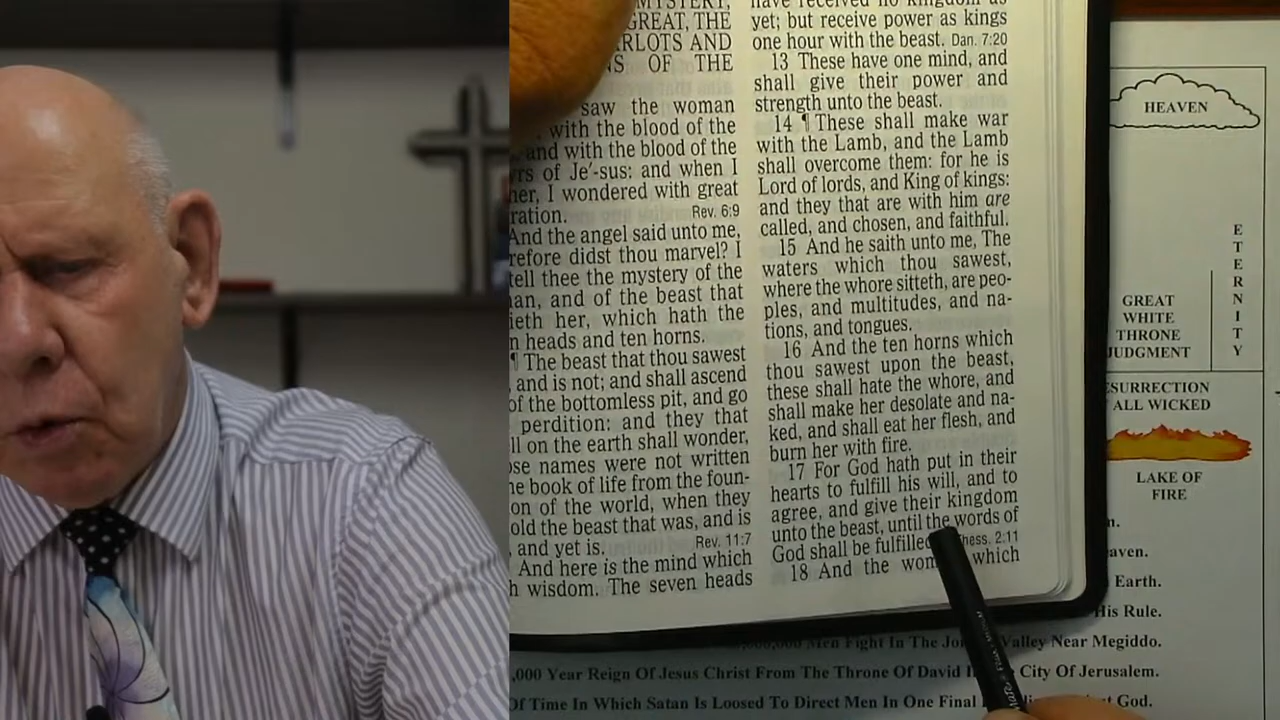 MYSTERY,
GREAT, THE
AND
OF THE
saw the woman
with the blood of the
and with the blood of the
of Je′-sus: and when I
her, I wondered with great
Rev. 6:9
And the angel said unto me,
didst thou marvel? I
tell thee the mystery of the
and of the beast that
her, which hath the
heads and ten horns.
¶ The beast that thou sawest
, and is not; and shall ascend
of the bottomless pit, and go
perdition: and they that
on the earth shall wonder,
names were not written
book of life from the foun-
of the world, when they
the beast that was, and is
, and yet is. Rev. 11:7
And here is the mind which
wisdom. The seven heads
have received no kingdom as
yet; but receive power as kings
one hour with the beast. Dan. 7:20
13 These have one mind, and
shall give their power and
strength unto the beast.
14 ¶ These shall make war
with the Lamb, and the Lamb
shall overcome them: for he is
Lord of lords, and King of kings:
and they that are with him are
called, and chosen, and faithful.
15 And he saith unto me, The
waters which thou sawest,
where the whore sitteth, are peo-
ples, and multitudes, and na-
tions, and tongues.
16 And the ten horns which
thou sawest upon the beast,
these shall hate the whore, and
shall make her desolate and na-
ked, and shall eat her flesh, and
burn her with fire.
17 For God hath put in their
hearts to fulfill his will, and to
agree, and give their kingdom
unto the beast, until the words of
God shall be fulfilled 2:11
18 And the which
HEAVEN
ETERNITY
GREAT
WHITE
THRONE
JUDGMENT
ALL WICKED
LAKE OF
FIRE
Earth.
His Rule.
Men Fight In The Valley Near Megiddo.
,000 Year Reign Of Jesus Christ From The Throne Of David City Of Jerusalem.
Of Time In Which Satan Is Loosed To Direct Men In One Final God.